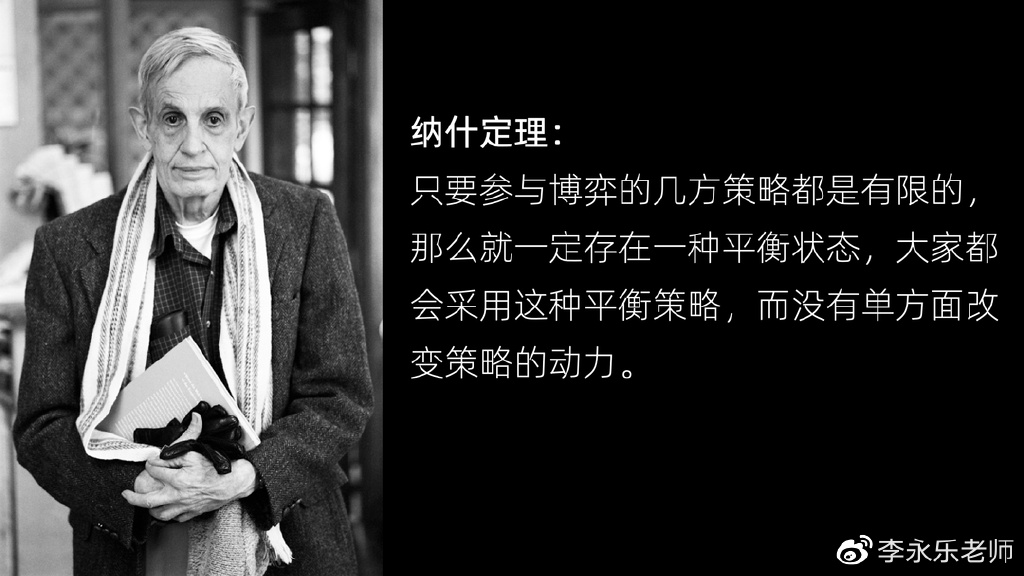 纳什定理：
只要参与博弈的几方策略都是有限的，
那么就一定存在一种平衡状态，大家都
会采用这种平衡策略，而没有单方面改
变策略的动力。
李永乐老师